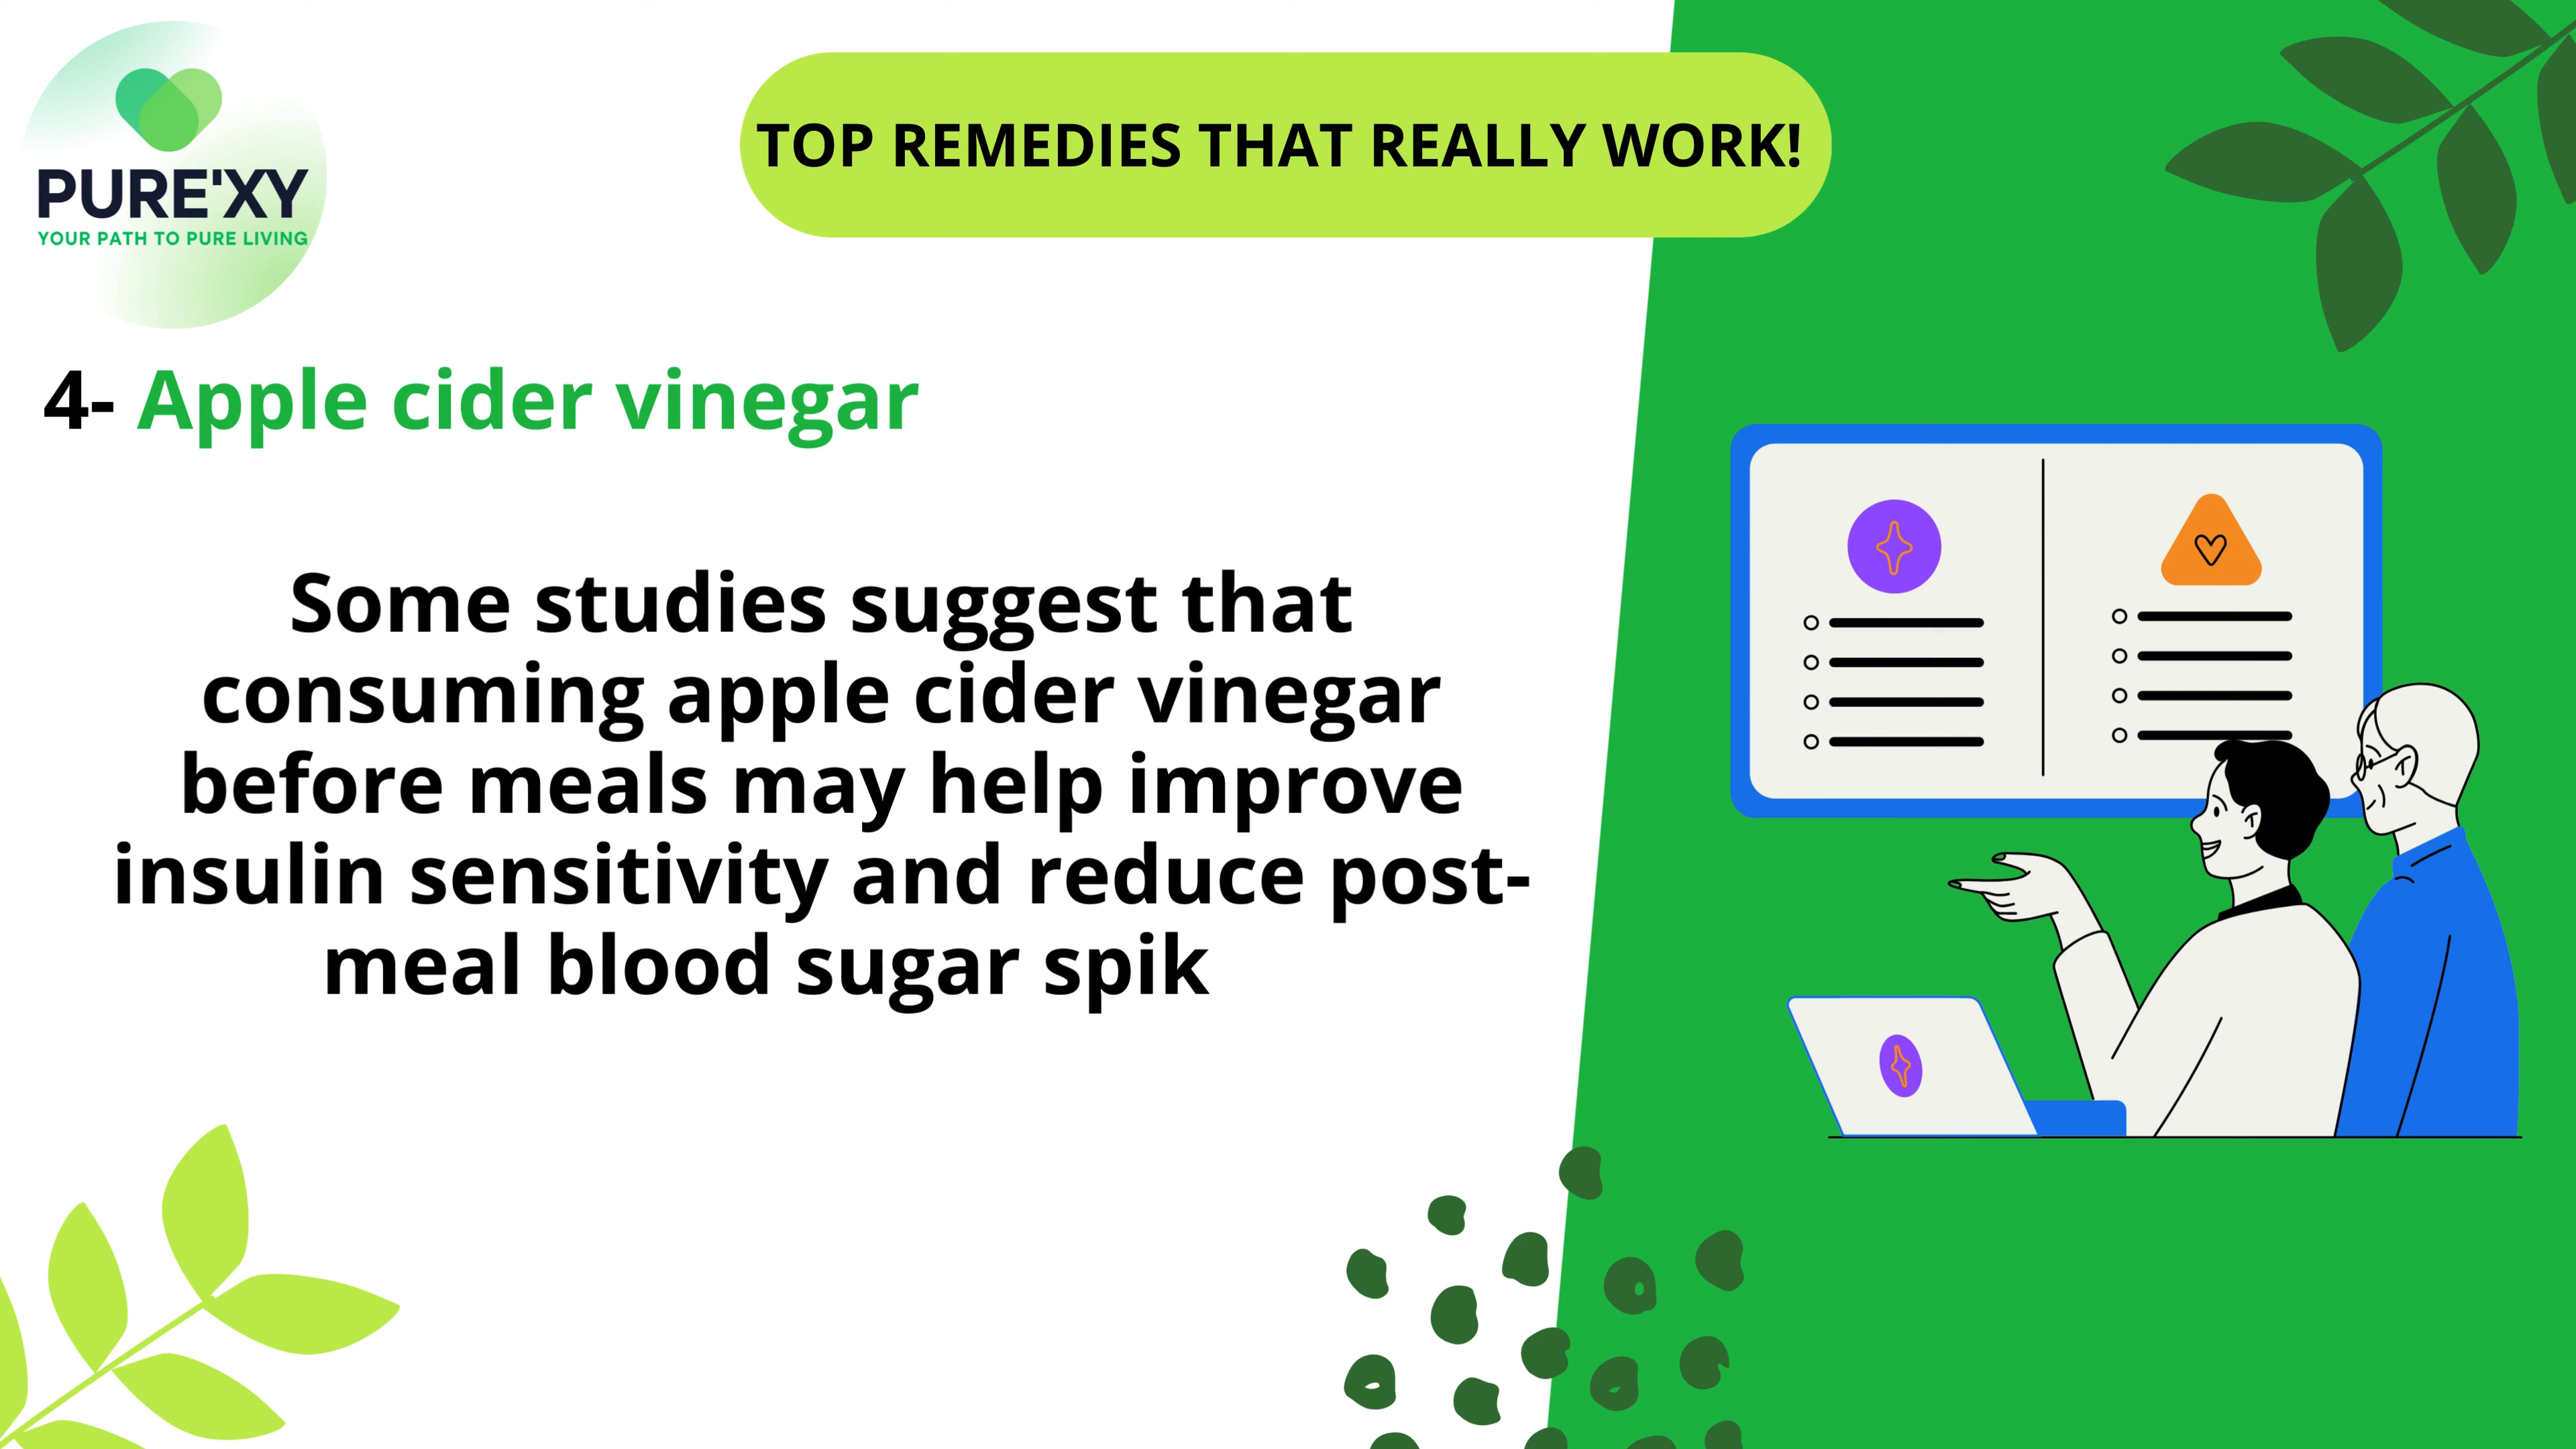 PURE'XY
YOUR PATH TO PURE LIVING
TOP REMEDIES THAT REALLY WORK!
4- Apple cider vinegar
Some studies suggest that
consuming apple cider vinegar
before meals may help improve
insulin sensitivity and reduce post-
meal blood sugar spik